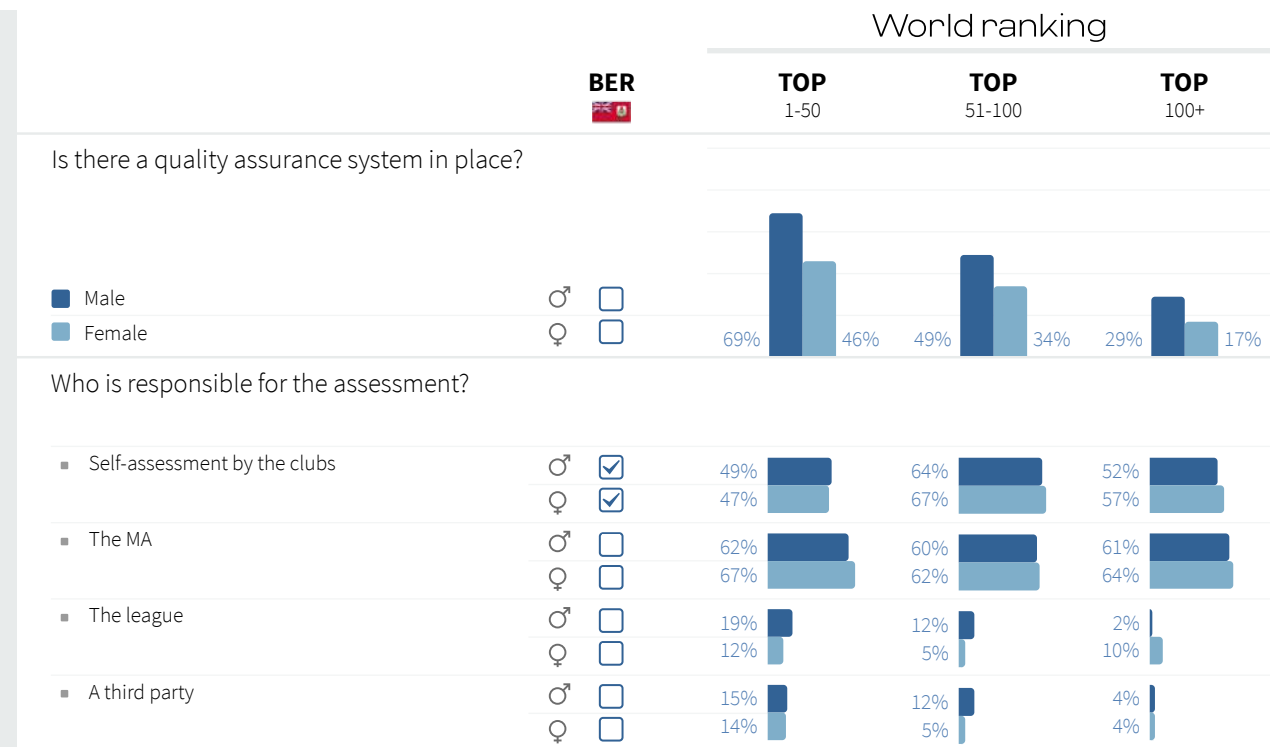 World ranking
BER TOP TOP TOP
1-50 51-100 100+
Is there a quality assurance system in place?
Male
Female
69% 46% 49% 34% 29% 17%
Who is responsible for the assessment?
Self-assessment by the clubs
49% 64% 52%
47% 67% 57%
The MA
62% 60% 61%
67% 62% 64%
The league
19% 12% 2%
12% 5% 10%
A third party
15% 12% 4%
14% 5% 4%